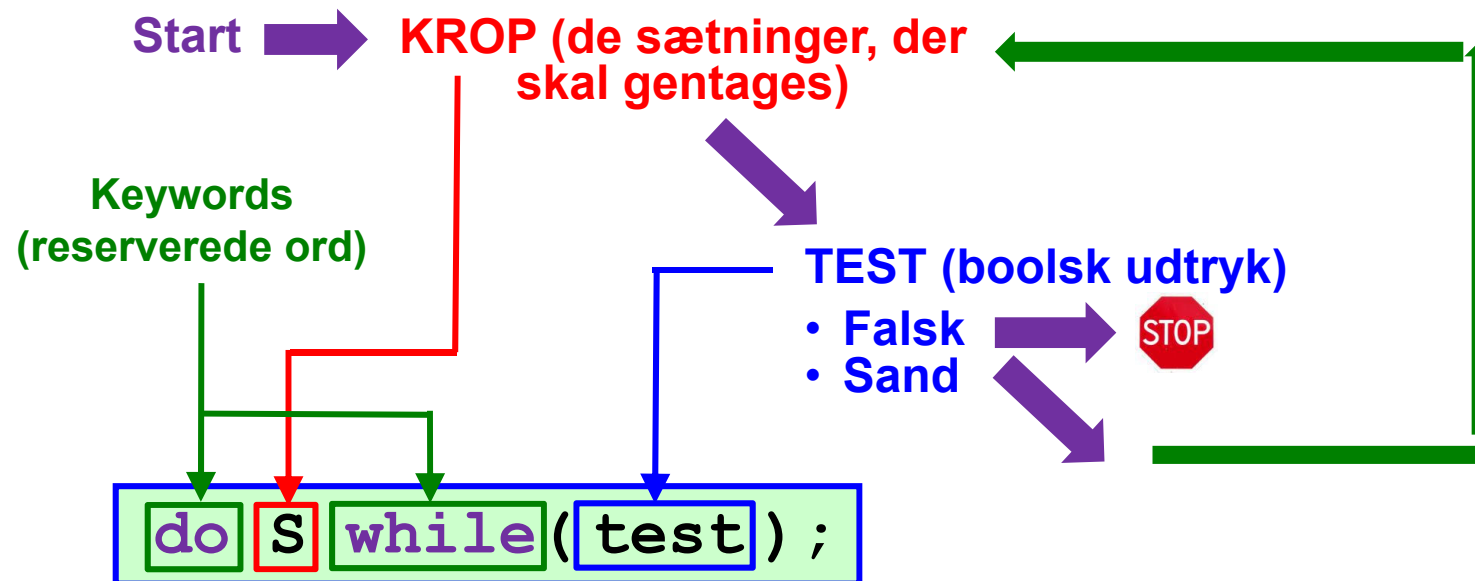 Start
KROP (de sætninger, der
skal gentages)
Keywords
(reserverede ord)
TEST (boolsk udtryk)
• Falsk
STOP
• Sand
do S while(test);